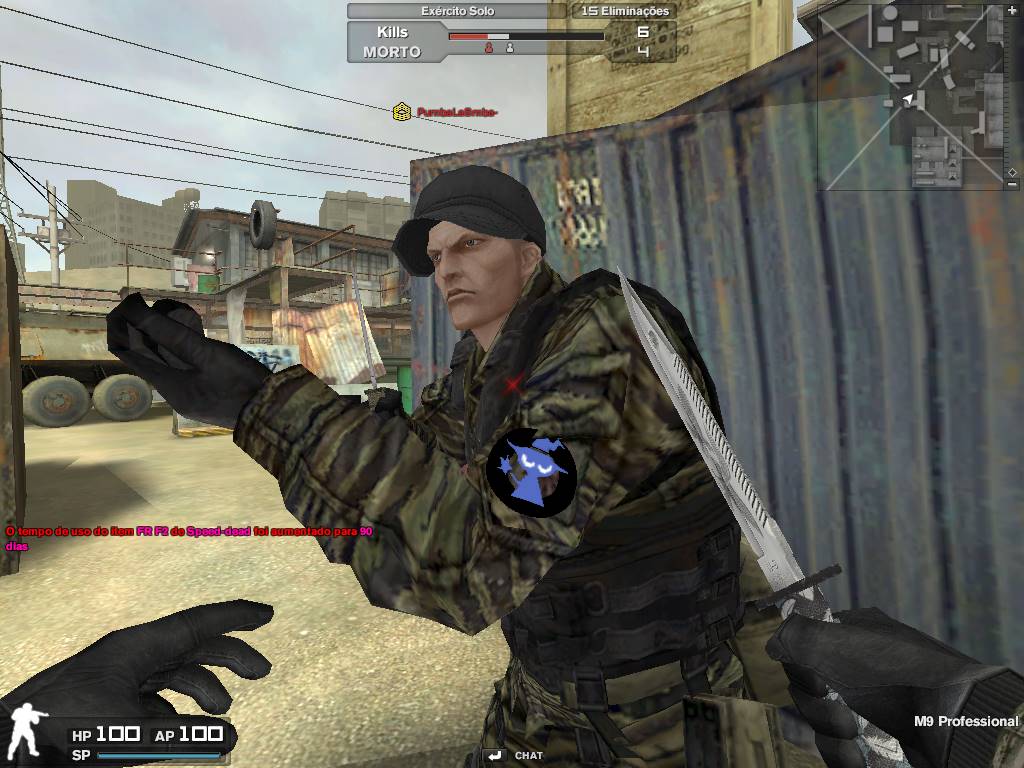 Exército Solo
15 Eliminações
Kills
6
MORTO
4
PumbaLaBmba-
O tempo de uso do item FR F2 de Speed-dead foi aumentado para 90
dias
M9 Professional
HP 100 AP 100
SP
CHAT